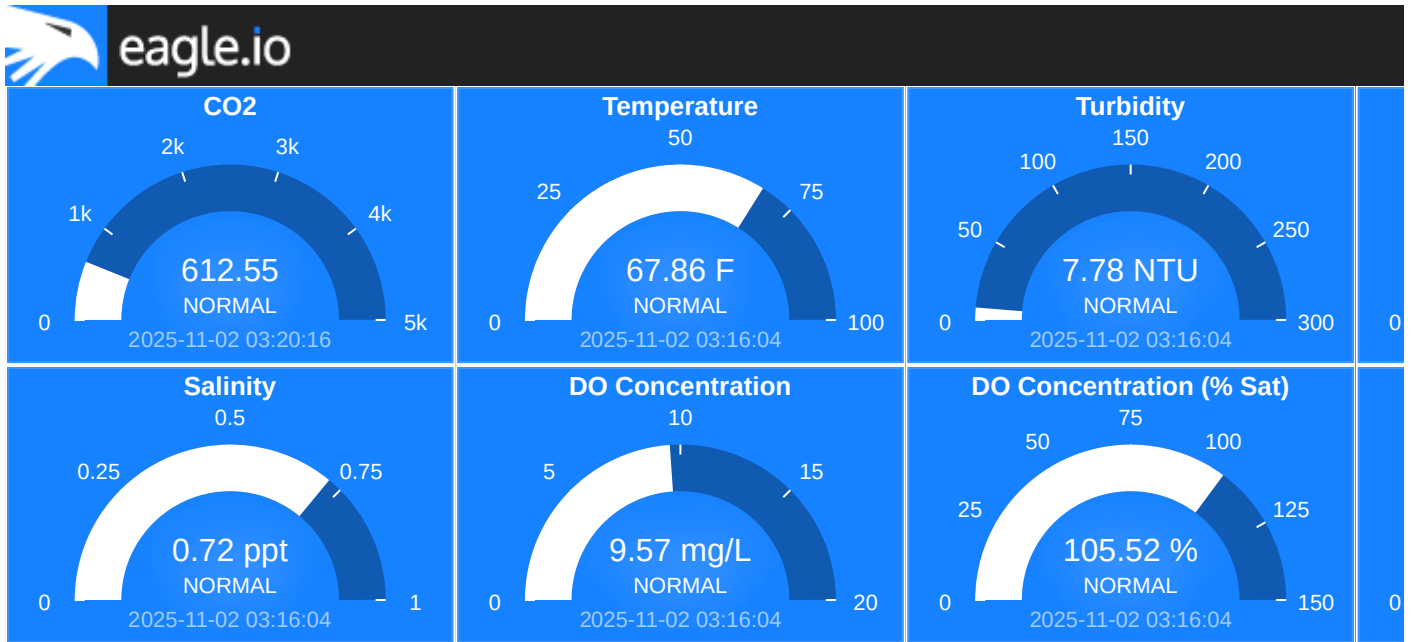 eagle.io
CO2
0
1k
2k
3k
4k
5k
612.55
NORMAL
2025-11-02 03:20:16
Temperature
0
25
50
75
100
67.86 F
NORMAL
2025-11-02 03:16:04
Turbidity
0
50
100
150
200
250
300
7.78 NTU
NORMAL
2025-11-02 03:16:04
0
Salinity
0
0.25
0.5
0.75
1
0.72 ppt
NORMAL
2025-11-02 03:16:04
DO Concentration
0
5
10
15
20
9.57 mg/L
NORMAL
2025-11-02 03:16:04
DO Concentration (% Sat)
0
25
50
75
100
125
150
105.52 %
NORMAL
2025-11-02 03:16:04
0